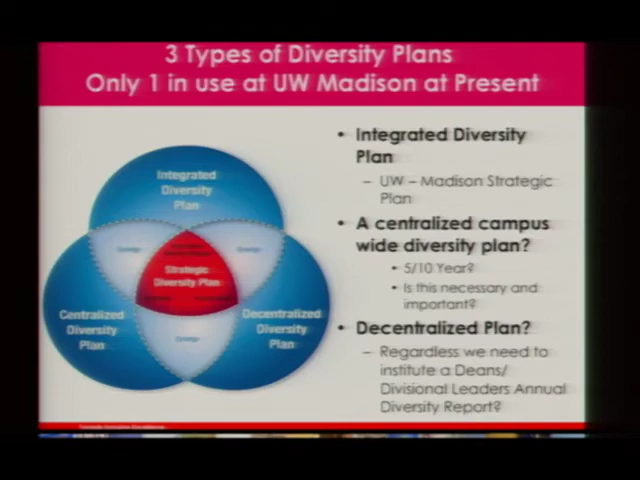 3 Types of Diversity Plans
Only 1 in use at UW Madison at Present
Integrated
Diversity
Plan
Strategic
Diversity Plan
Centralized
Diversity
Plan
Decentralized
Diversity
Plan
• Integrated Diversity
Plan
– UW – Madison Strategic
Plan
• A centralized campus
wide diversity plan?
• 5/10 Year?
• Is this necessary and
important?
• Decentralized Plan?
– Regardless we need to
institute a Deans/
Divisional Leaders Annual
Diversity Report?